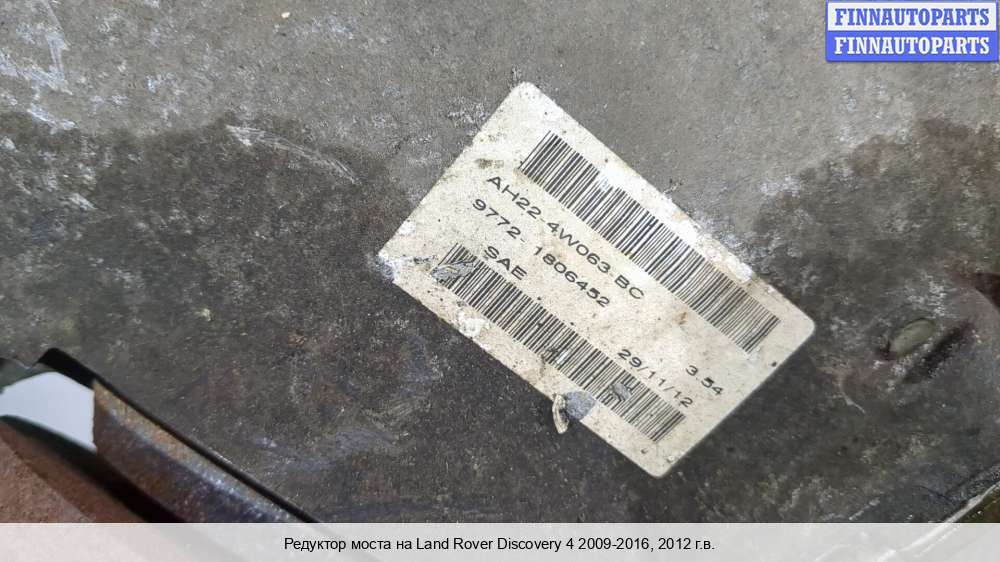 FINNAUTOPARTS
FINNAUTOPARTS
AH22-4W063 BC
9772- 1806452
SAE
3.54
29/11/12
Редуктор моста на Land Rover Discovery 4 2009-2016, 2012 г.в.